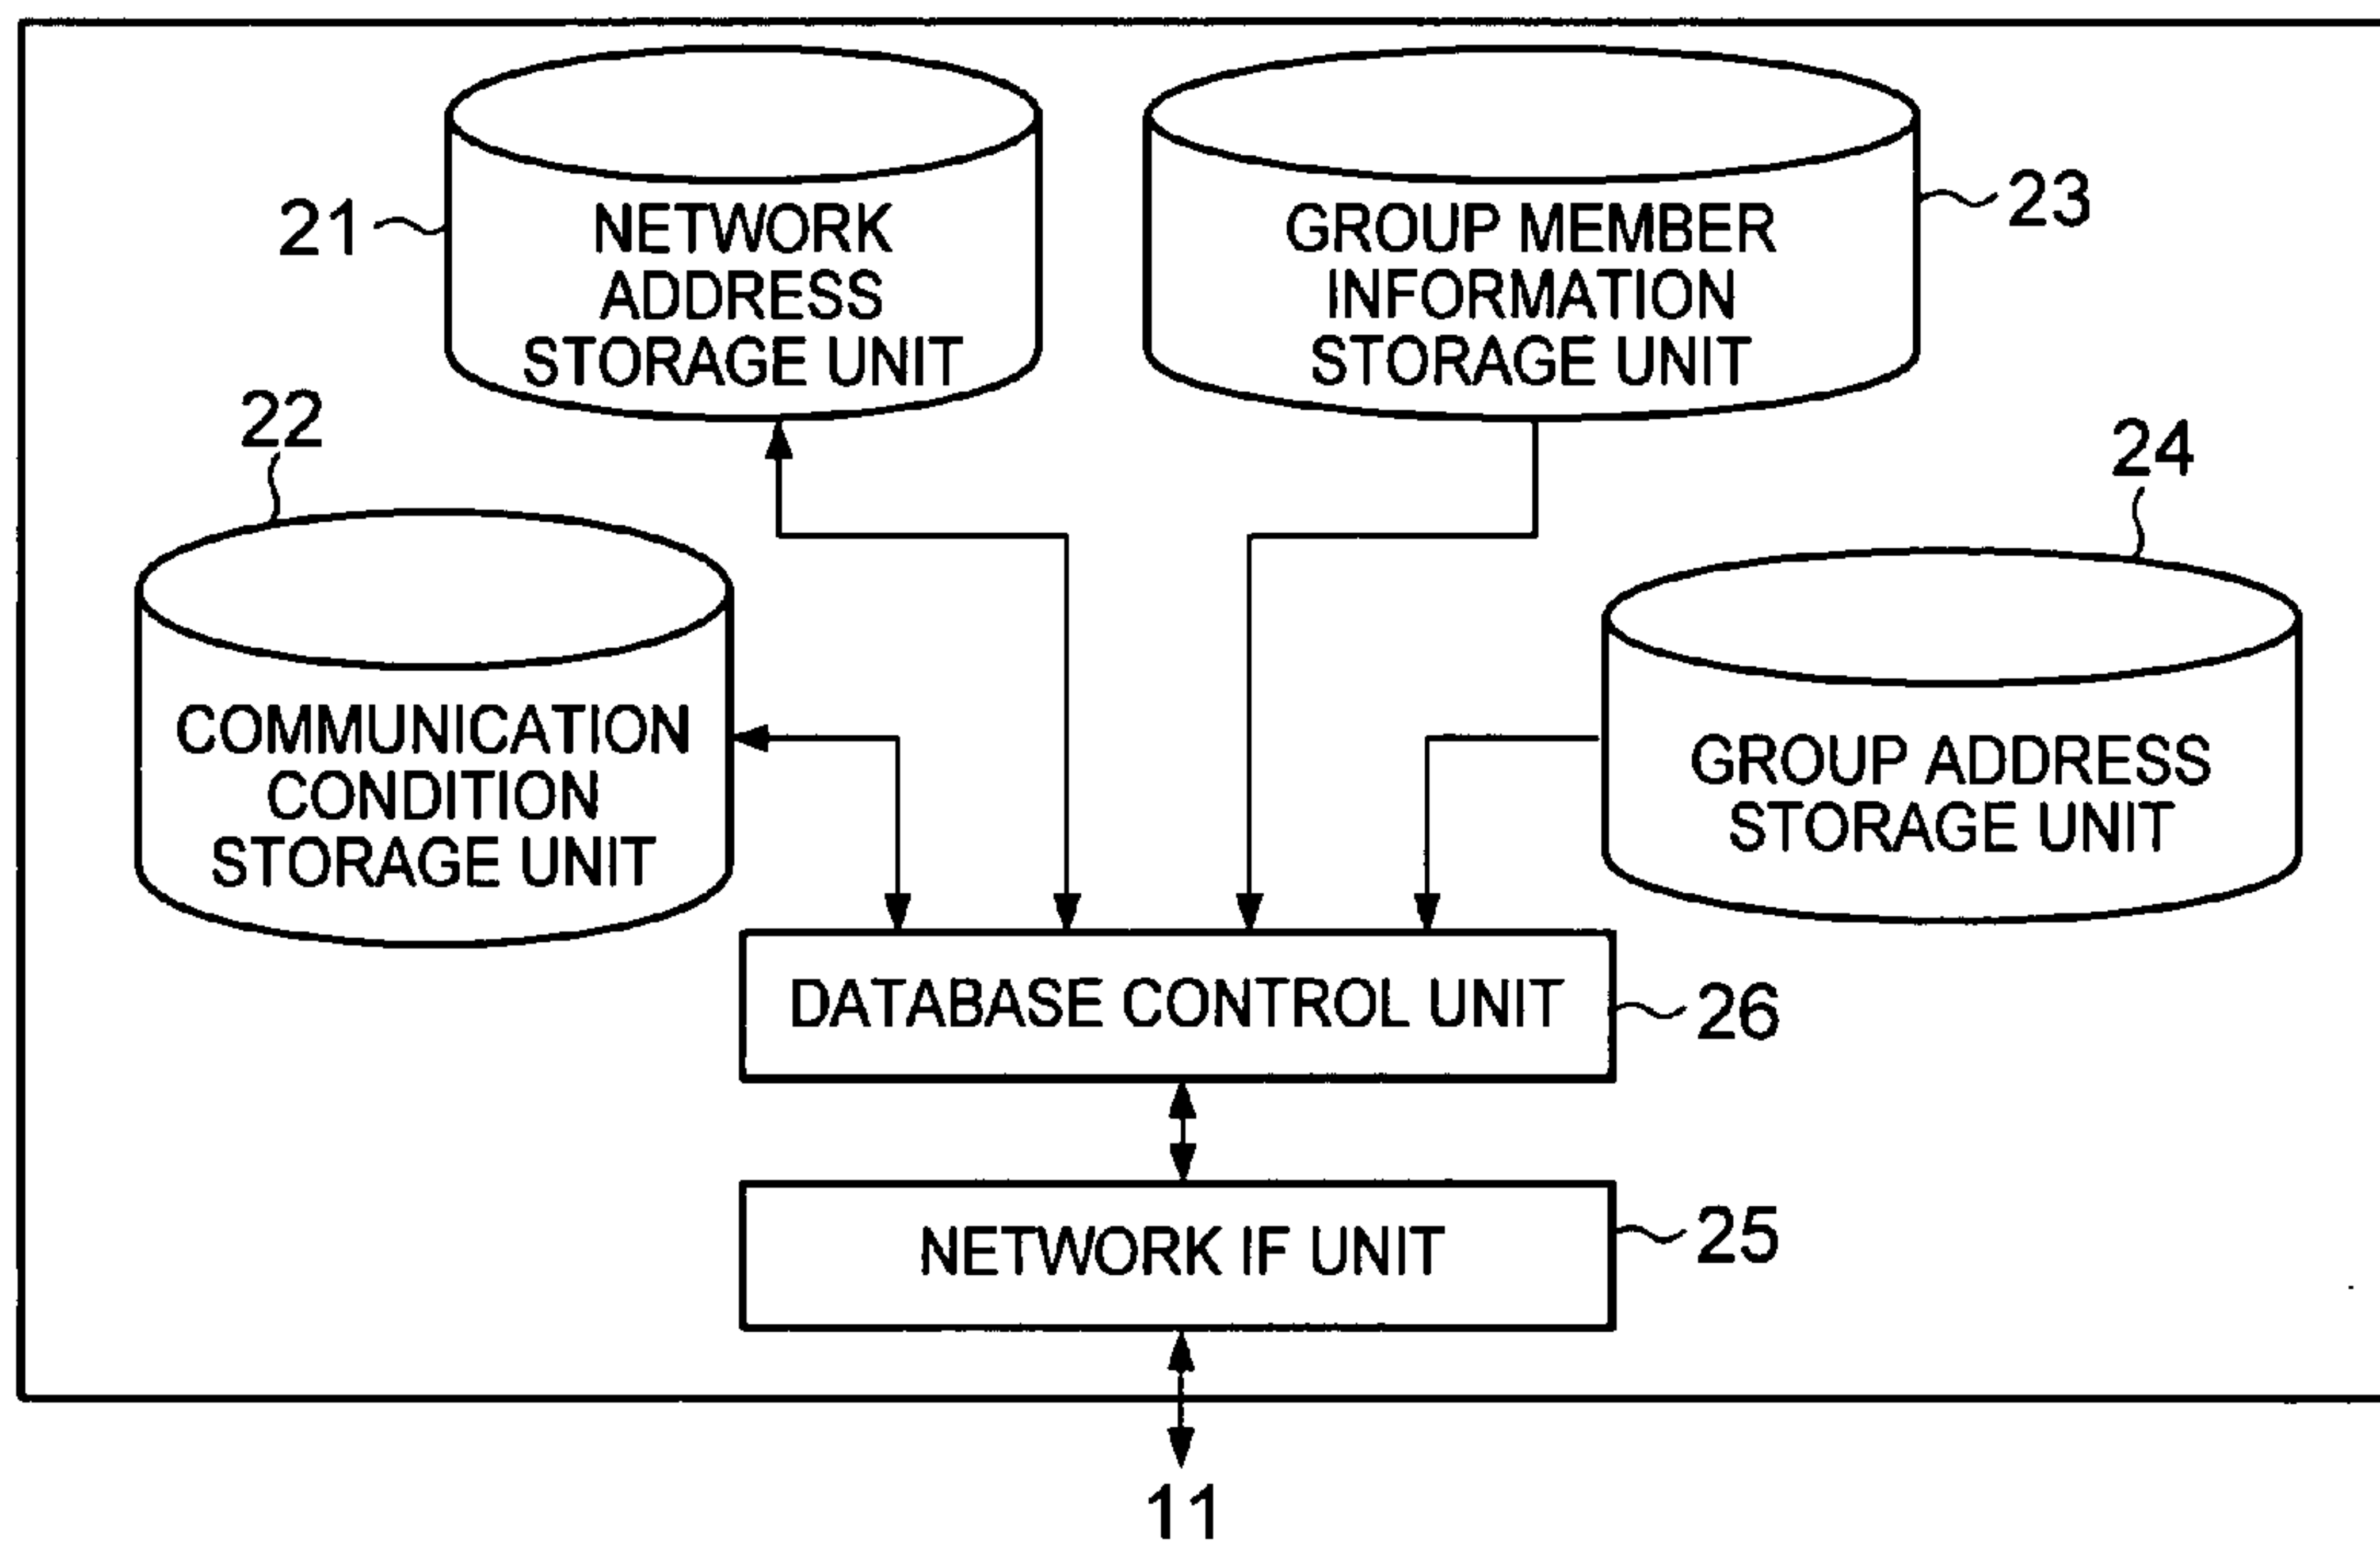 21
NETWORK
ADDRESS
STORAGE UNIT
GROUP MEMBER
INFORMATION
STORAGE UNIT
23
22
COMMUNICATION
CONDITION
STORAGE UNIT
24
GROUP ADDRESS
STORAGE UNIT
DATABASE CONTROL UNIT
26
NETWORK IF UNIT
25
11